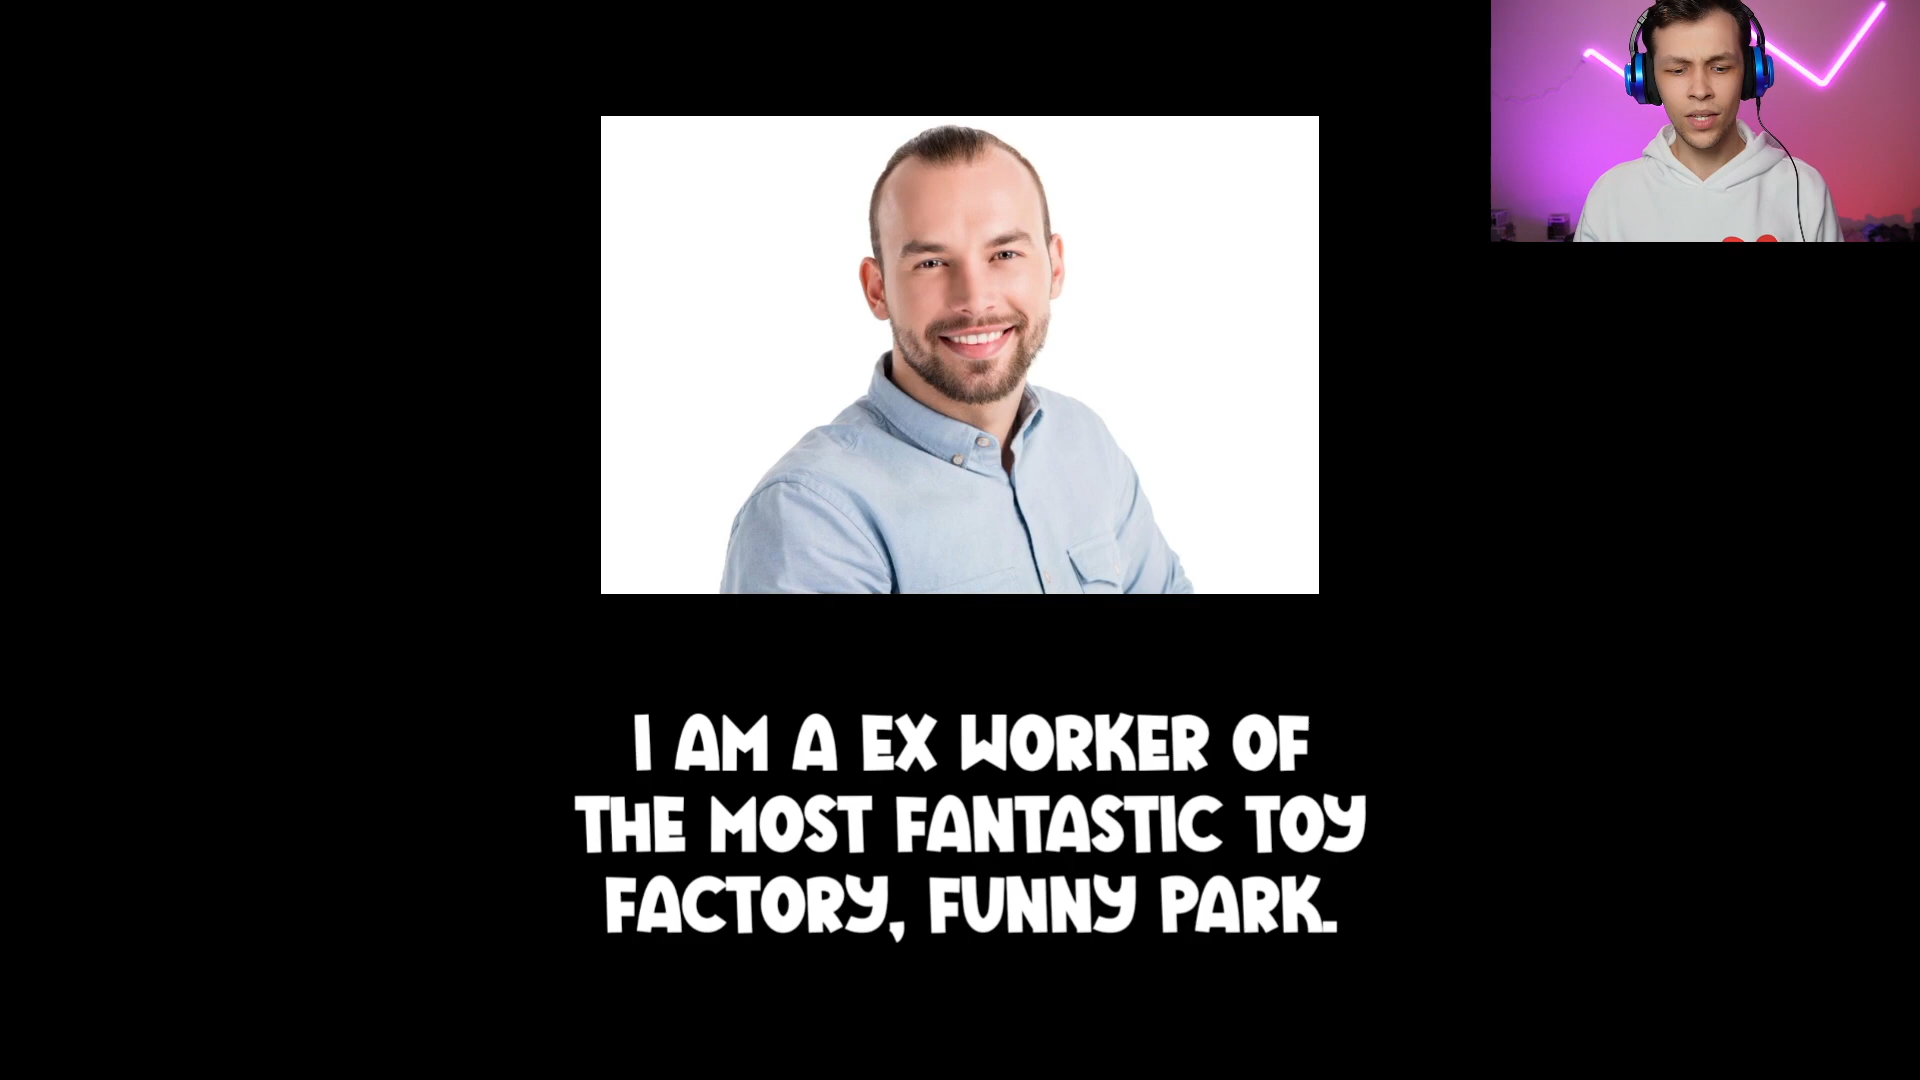 I AM A EX WORKER OF
THE MOST FANTASTIC TOY
FACTORY, FUNNY PARK.